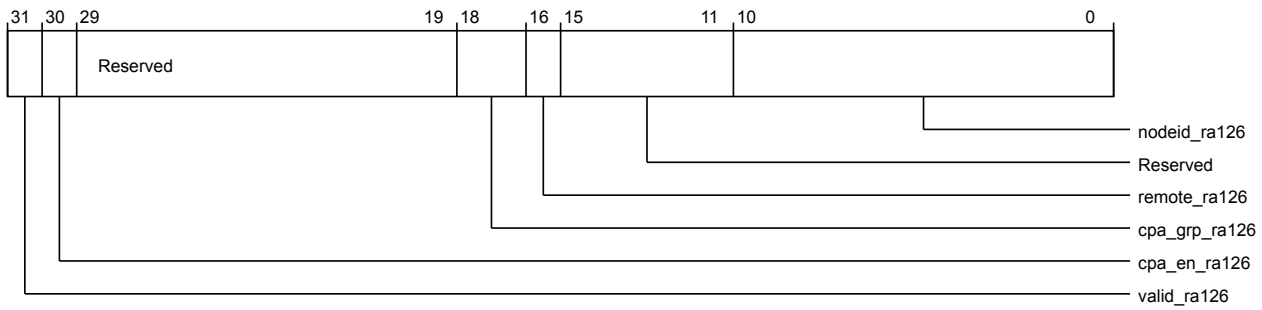 31 30 29 19 18 16 15 11 10 0
Reserved
nodeid_ra126
Reserved
remote_ra126
cpa_grp_ra126
cpa_en_ra126
valid_ra126